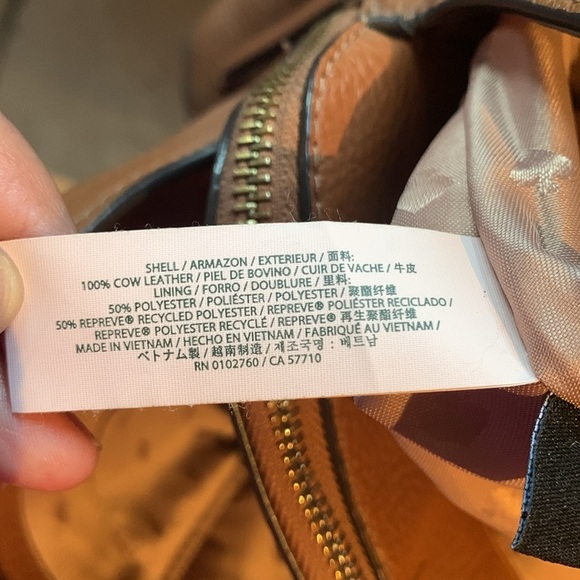 SHELL / ARMAZON / EXTERIEUR / 面料:
100% COW LEATHER / PIEL DE BOVINO / CUIR DE VACHE / 牛皮
LINING / FORRO / DOUBLURE / 里料:
50% POLYESTER / POLIÉSTER / POLYESTER / 聚酯纤维
50% REPREVE® RECYCLED POLYESTER / REPREVE® POLIÉSTER RECICLADO /
REPREVE® POLYESTER RECYCLÉ / REPREVE® 再生聚酯纤维
MADE IN VIETNAM / HECHO EN VIETNAM / FABRIQUÉ AU VIETNAM /
ベトナム製 / 越南制造 / 제조국명: 베트남
RN 0102760 / CA 57710